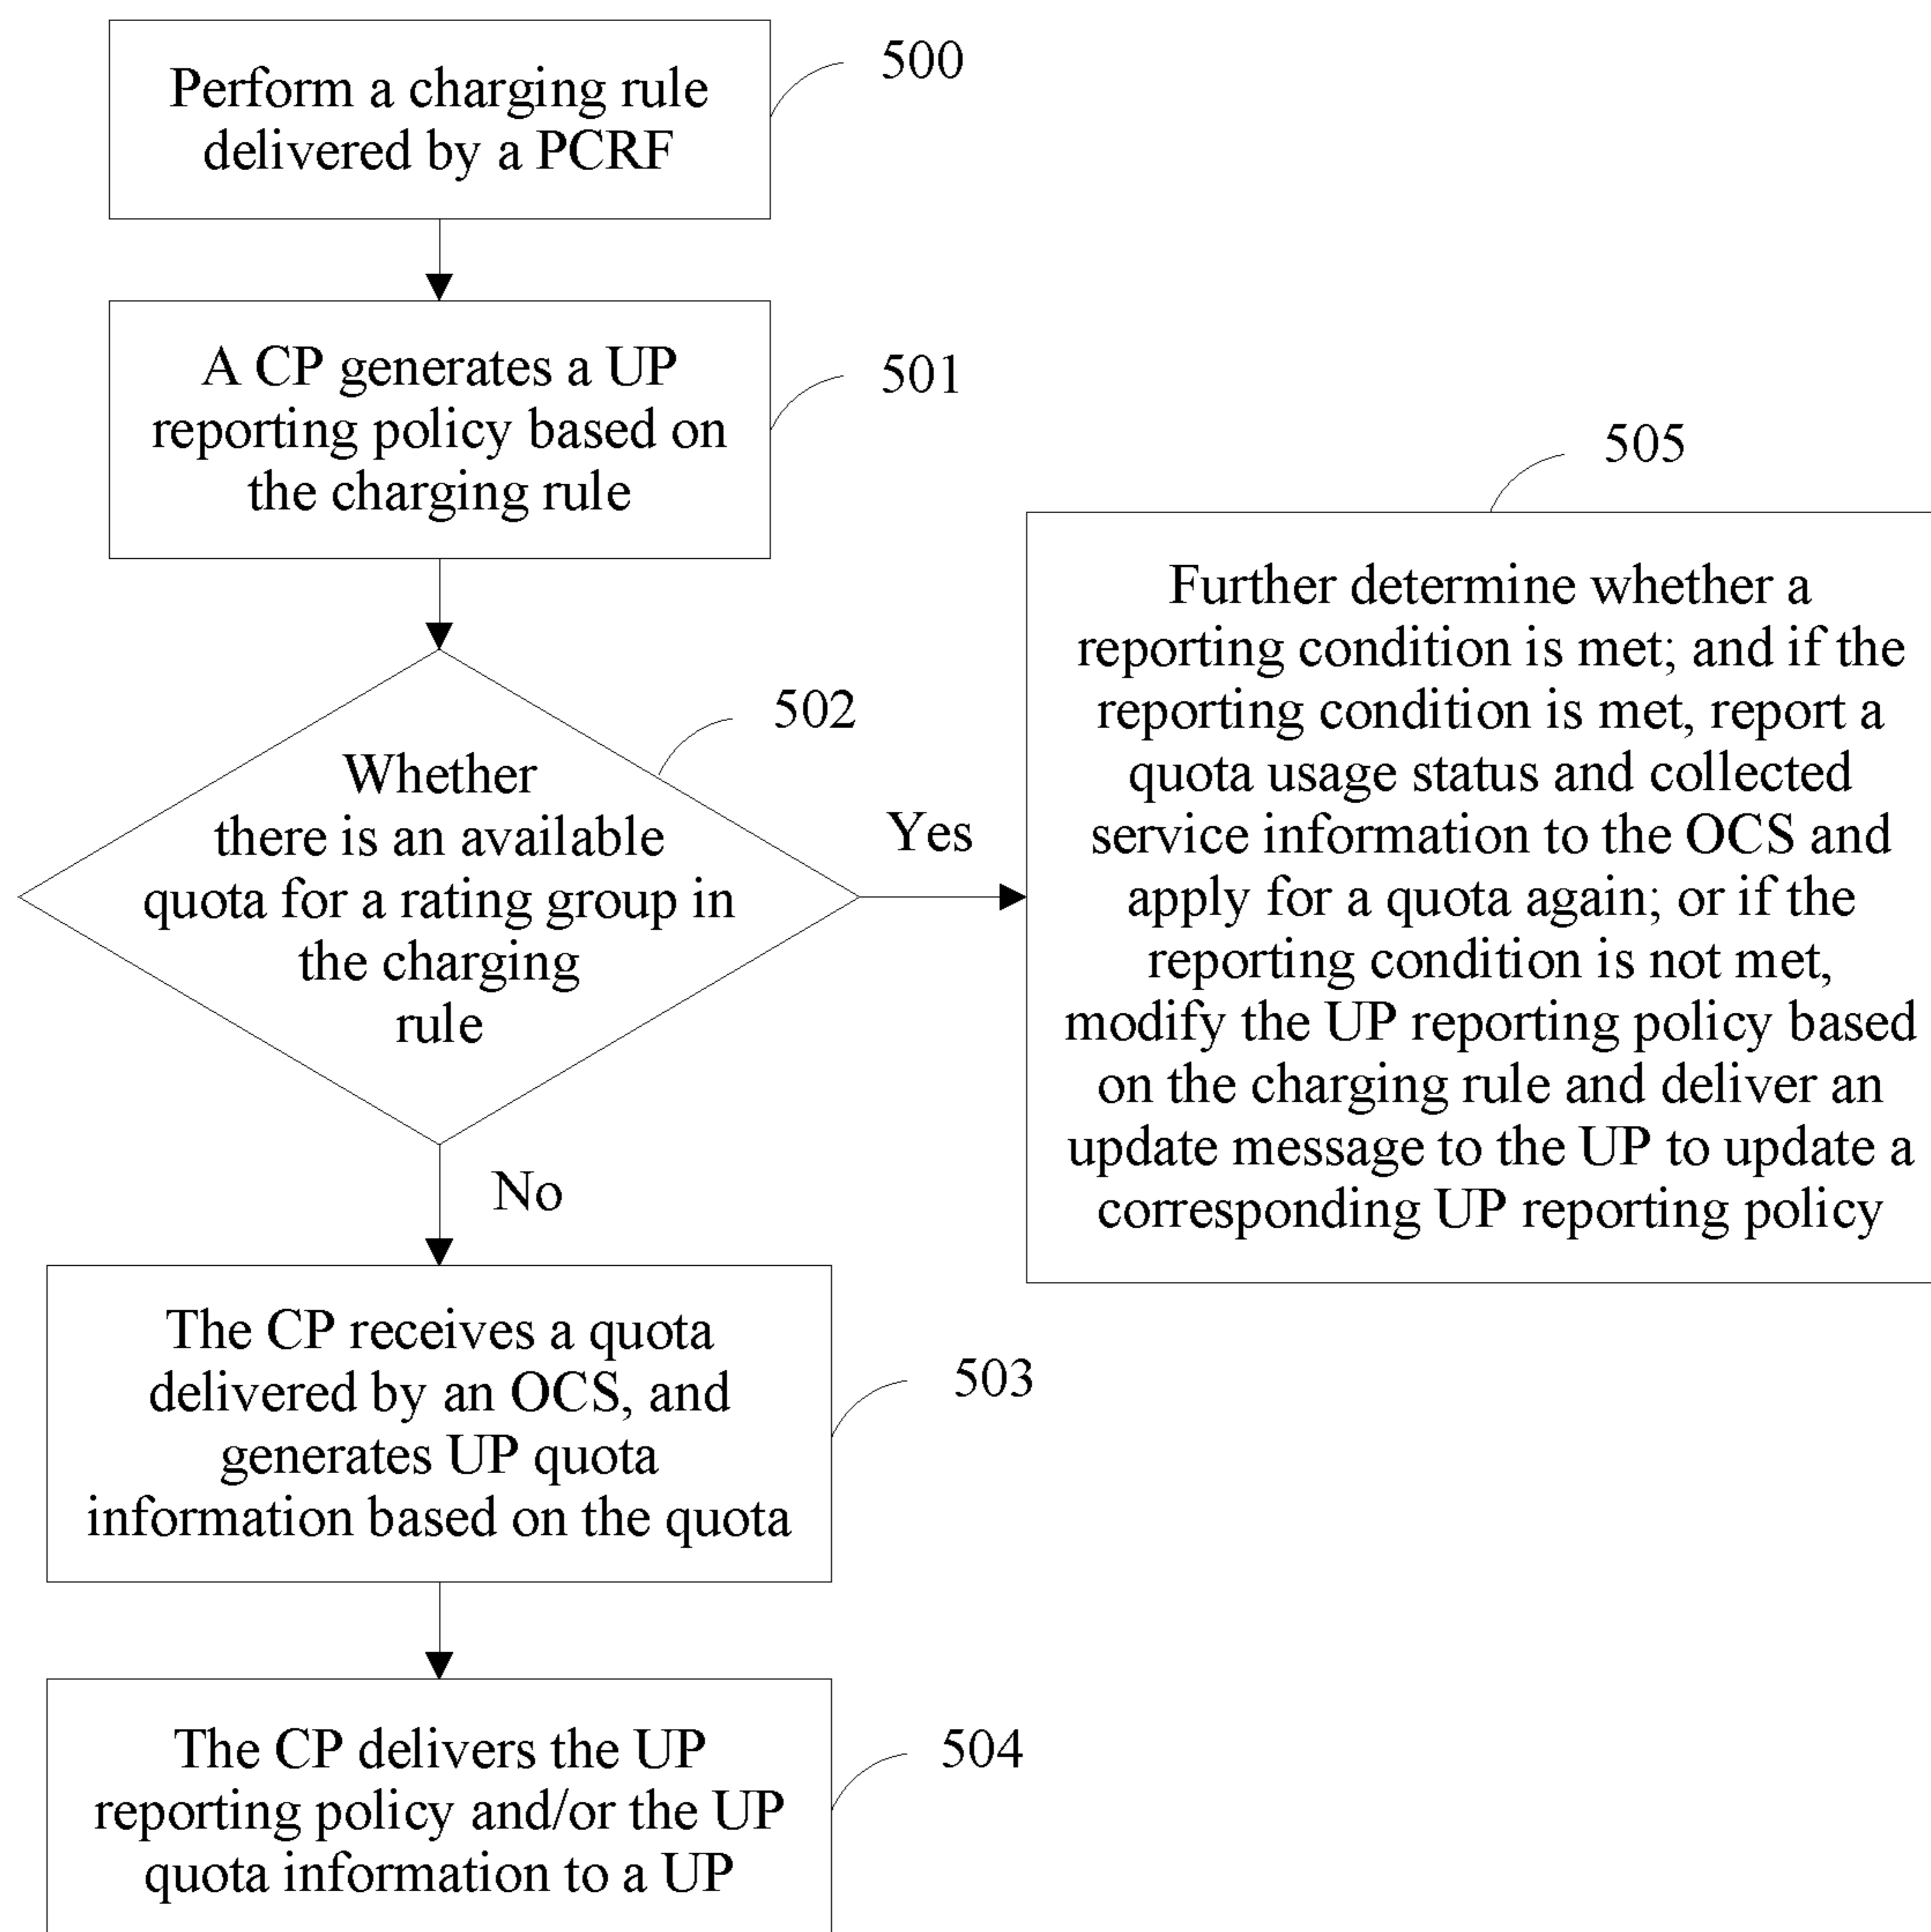 Perform a charging rule
delivered by a PCRF
500
A CP generates a UP
reporting policy based on
the charging rule
501
Whether
there is an available
quota for a rating group in
the charging
rule
502
Yes
No
505
Further determine whether a
reporting condition is met; and if the
reporting condition is met, report a
quota usage status and collected
service information to the OCS and
apply for a quota again; or if the
reporting condition is not met,
modify the UP reporting policy based
on the charging rule and deliver an
update message to the UP to update a
corresponding UP reporting policy
The CP receives a quota
delivered by an OCS, and
generates UP quota
information based on the quota
503
The CP delivers the UP
reporting policy and/or the UP
quota information to a UP
504